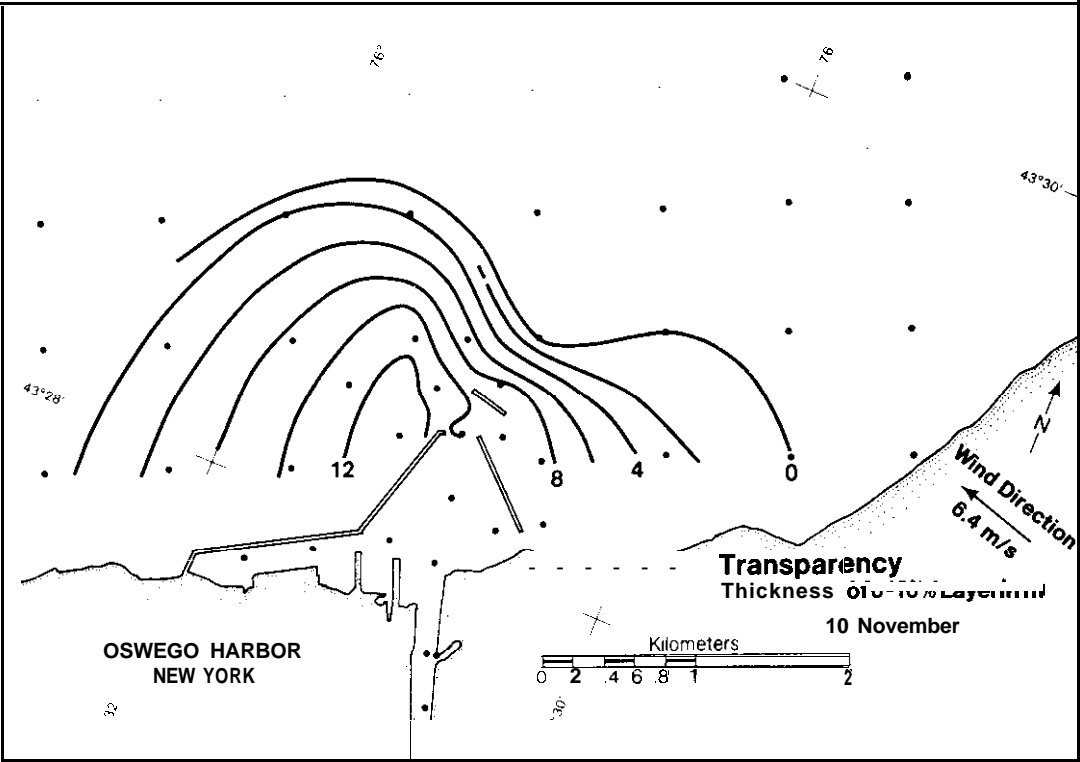 76°
76
43°30'
43°28'
N
Wind Direction
6.4 m/s
12
8
4
0
Transparency
Thickness
10 November
OSWEGO HARBOR
NEW YORK
Kilometers
0 2 .4 6 .8 1 2
32
30'